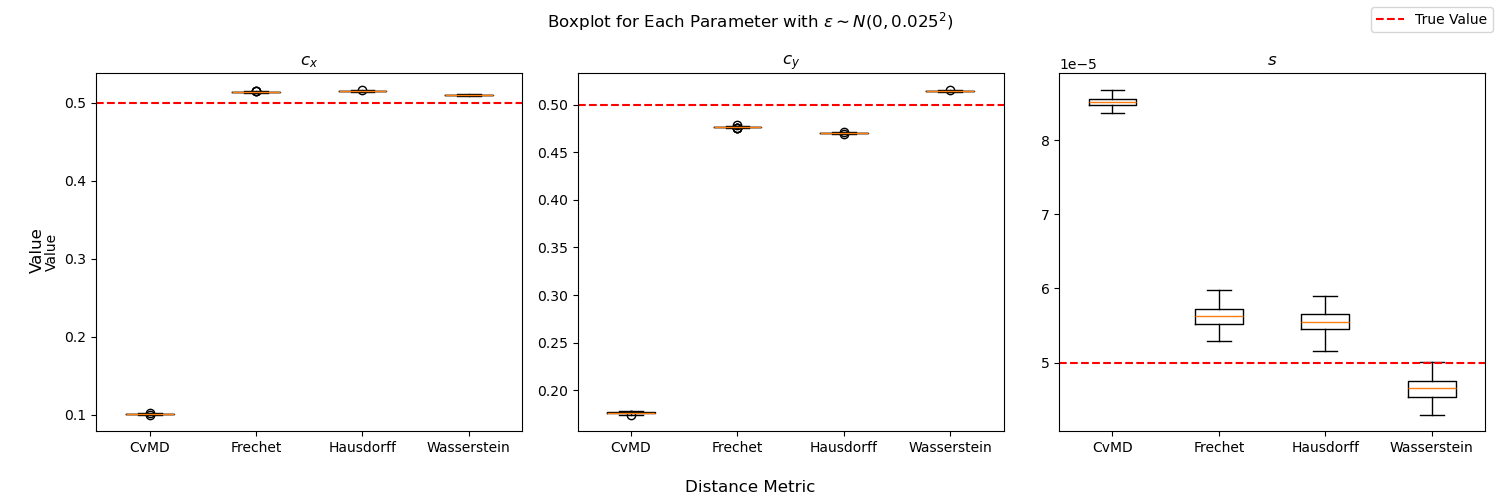 Boxplot for Each Parameter with ε ~ N(0, 0.025²)
True Value
c_x
c_y
s
1e−5
Value
Value
0.5
0.4
0.3
0.2
0.1
0.50
0.45
0.40
0.35
0.30
0.25
0.20
8
7
6
5
CvMD Frechet Hausdorff Wasserstein
CvMD Frechet Hausdorff Wasserstein
CvMD Frechet Hausdorff Wasserstein
Distance Metric